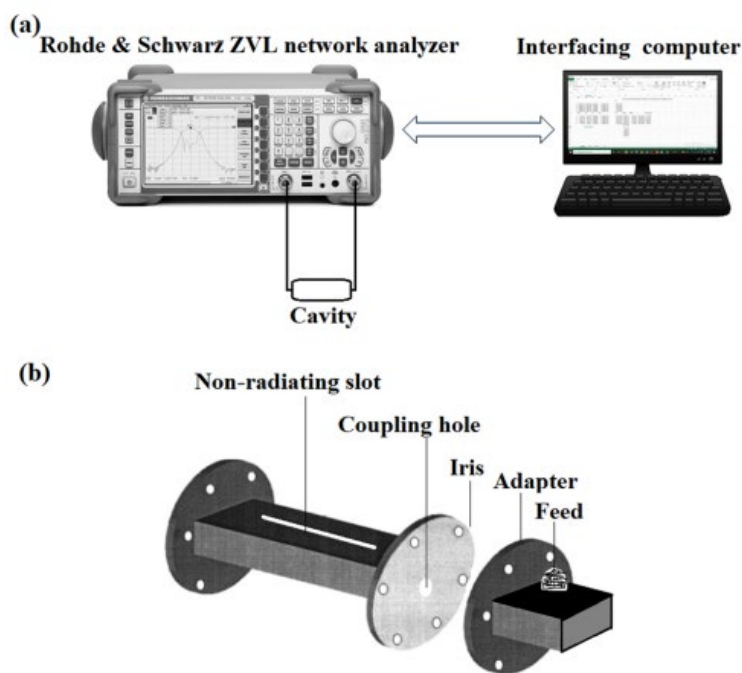 (a)
Rohde & Schwarz ZVL network analyzer
Interfacing computer
Cavity
(b)
Non-radiating slot
Coupling hole
Iris
Adapter
Feed